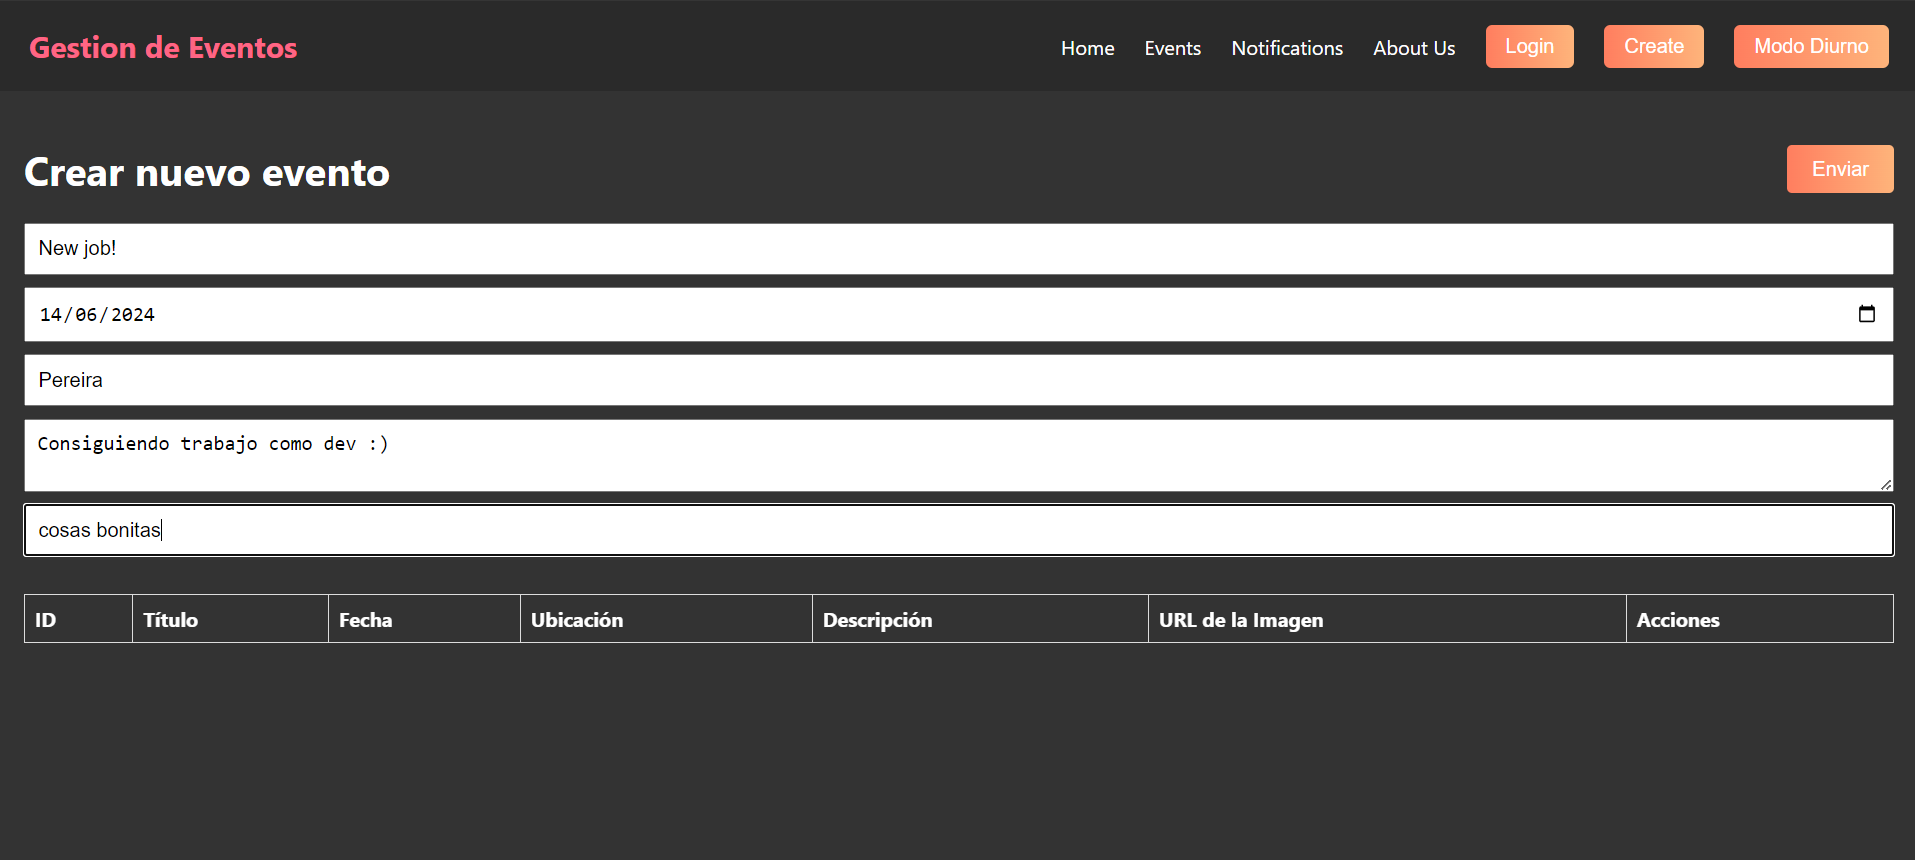 Gestion de Eventos
Home Events Notifications About Us Login Create Modo Diurno
Crear nuevo evento
Enviar
New job!
14/06/2024
Pereira
Consiguiendo trabajo como dev :)
cosas bonitas
ID Título Fecha Ubicación Descripción URL de la Imagen Acciones